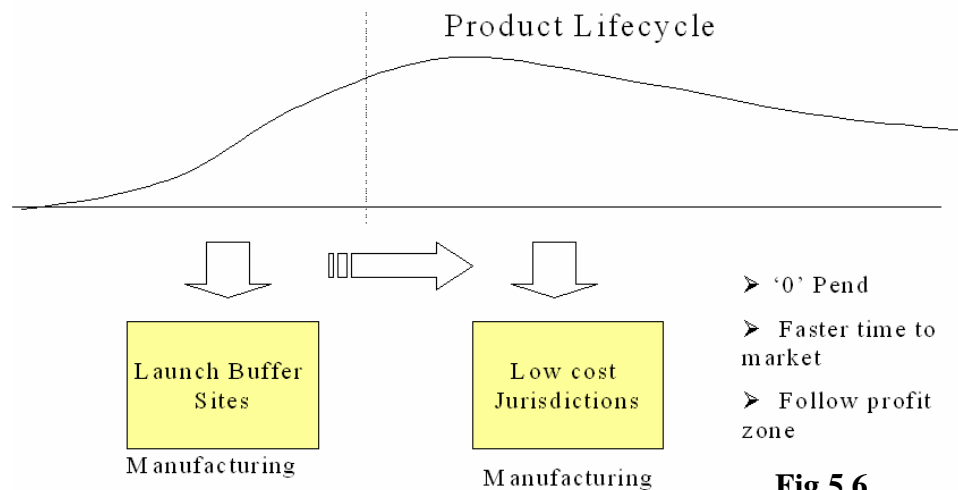 Product Lifecycle
Launch Buffer
Sites
Manufacturing
Low cost
Jurisdictions
Manufacturing
➢ ‘0’ Pend
➢ Faster time to
market
➢ Follow profit
zone
Fig 5.6